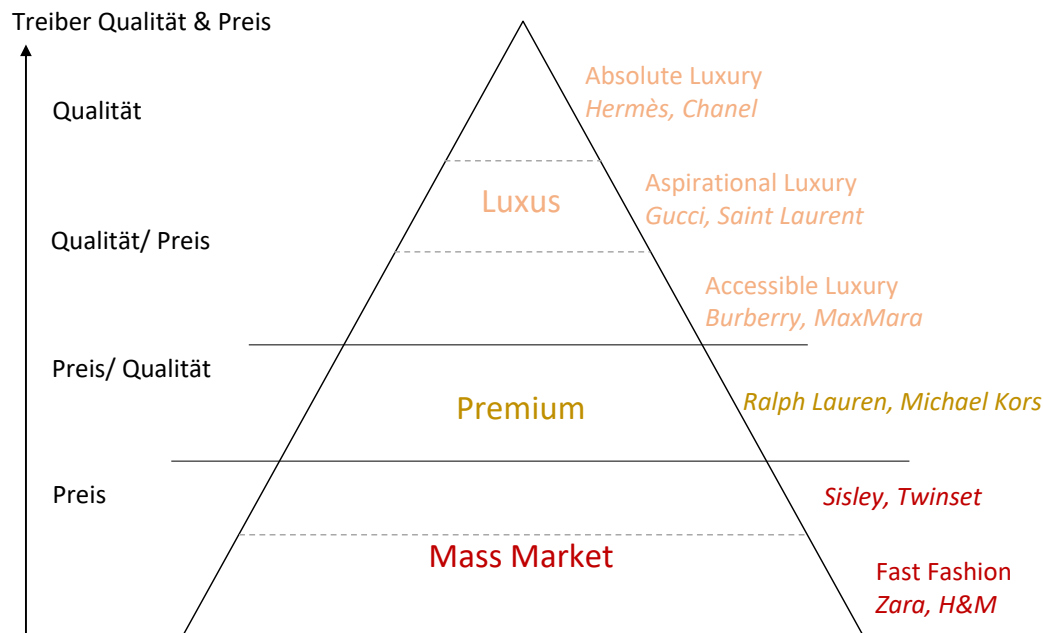 Treiber Qualität & Preis
Qualität
Absolute Luxury
Hermès, Chanel
Luxus
Aspirational Luxury
Gucci, Saint Laurent
Qualität/ Preis
Accessible Luxury
Burberry, MaxMara
Preis/ Qualität
Premium
Ralph Lauren, Michael Kors
Preis
Sisley, Twinset
Mass Market
Fast Fashion
Zara, H&M